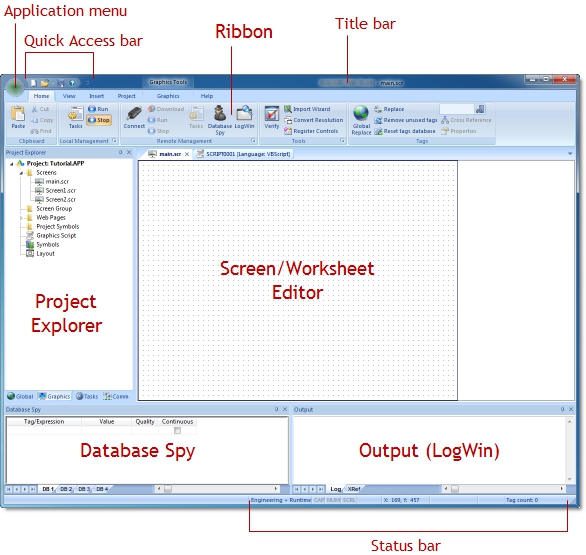 Application menu
Quick Access bar
Ribbon
Title bar
Graphics Tools
main.scr
Home View Insert Project Graphics Help
Paste
Cut
Copy
Find
Clipboard
Tasks
Run
Stop
Local Management
Connect
Download
Run
Stop
Tasks
Database Spy
LogWin
Remote Management
Verify
Import Wizard
Convert Resolution
Register Controls
Tools
Global Replace
Replace
Remove unused tags
Reset tags database
Cross Reference
Properties
Tags
Project Explorer
main.scr
SCRIPT0001 (Language: VBScript)
Project: Tutorial.APP
Screens
main.scr
Screen1.scr
Screen2.scr
Screen Group
Web Pages
Project Symbols
Graphics Script
Symbols
Layout
Project
Explorer
Screen/Worksheet
Editor
Global Graphics Tasks Comm
Database Spy
Tag/Expression Value Quality Continuous
Database Spy
DB 1 DB 2 DB 3 DB 4
Output
Output (LogWin)
Log XRef
Engineering + Runtime CAP NUM SCRL X: 169, Y: 457 Tag count: 0
Status bar